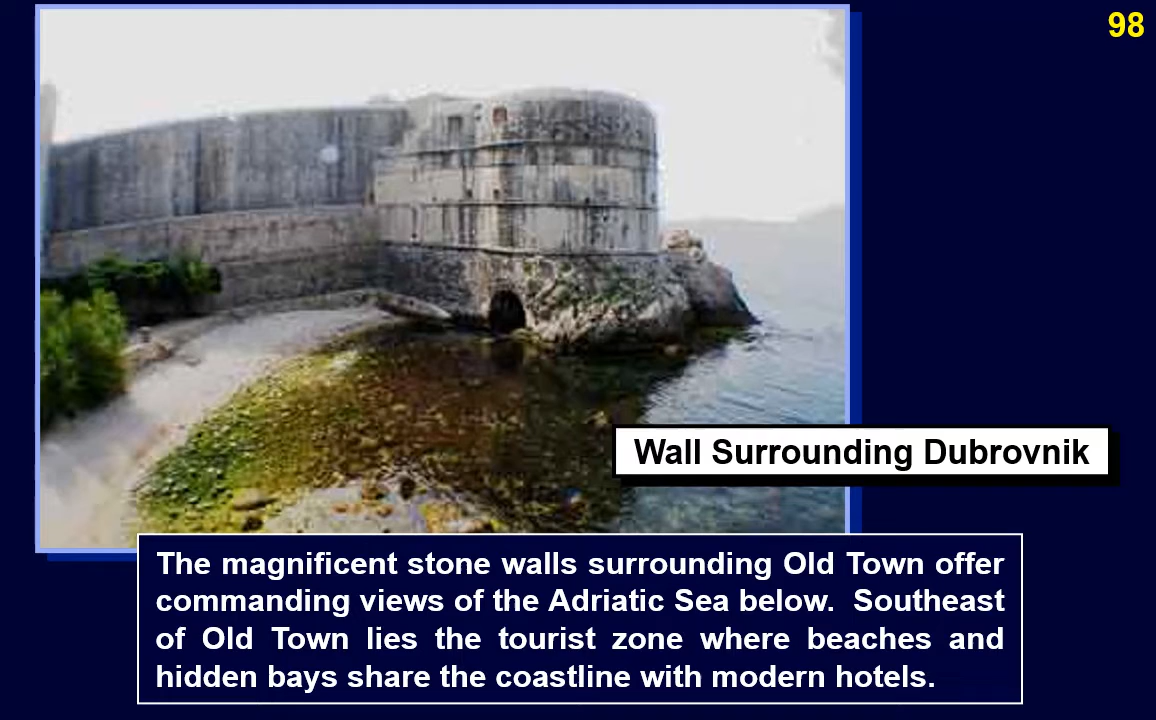 98
Wall Surrounding Dubrovnik
The magnificent stone walls surrounding Old Town offer
commanding views of the Adriatic Sea below.  Southeast
of Old Town lies the tourist zone where beaches and
hidden bays share the coastline with modern hotels.